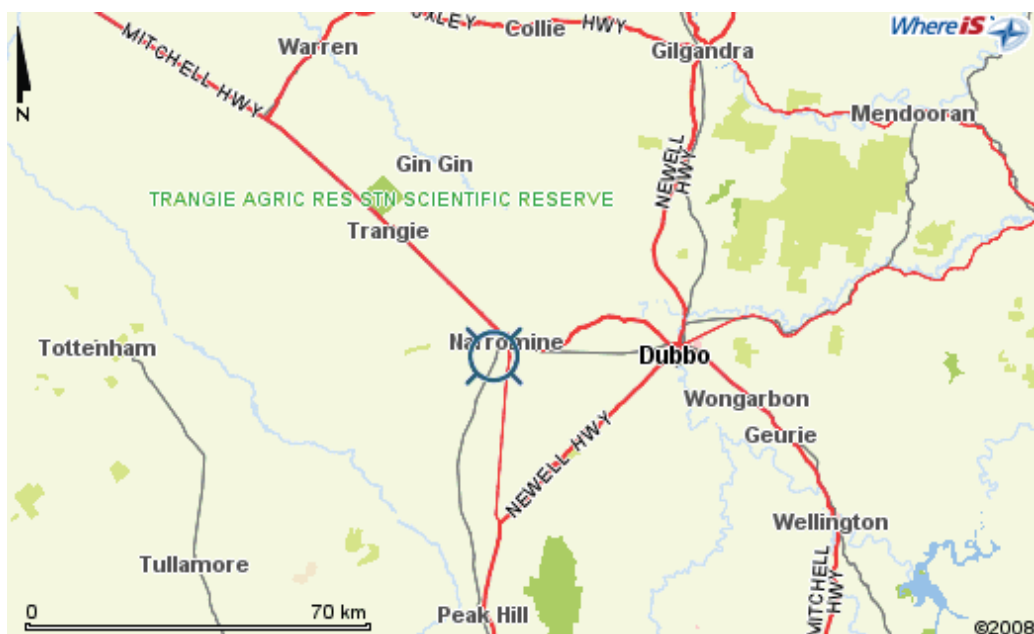 Warren
XLEY
Collie
HWY
Gilgandra
WhereiS
MITCHELL HWY
N
Mendooran
Gin Gin
NEWELL
HWY
TRANGIE AGRIC RES STN SCIENTIFIC RESERVE
Trangie
Narromine
Tottenham
Dubbo
Wongarbon
NEWELL HWY
Geurie
Wellington
Tullamore
MITCHELL
HWY
0 70 km
Peak Hill
©2008